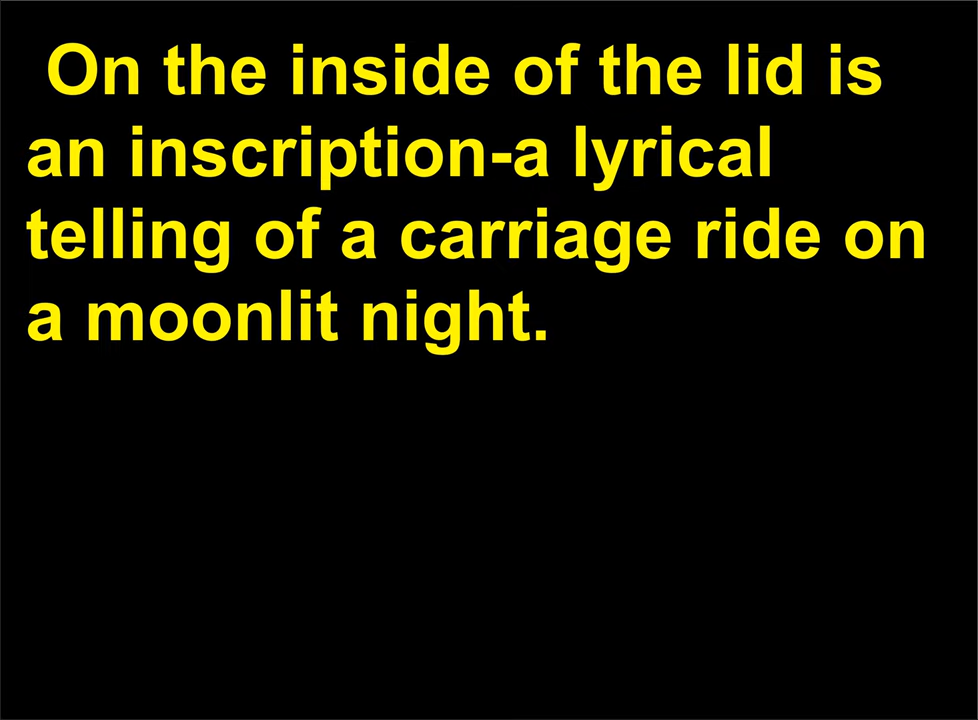 On the inside of the lid is
an inscription-a lyrical
telling of a carriage ride on
a moonlit night.